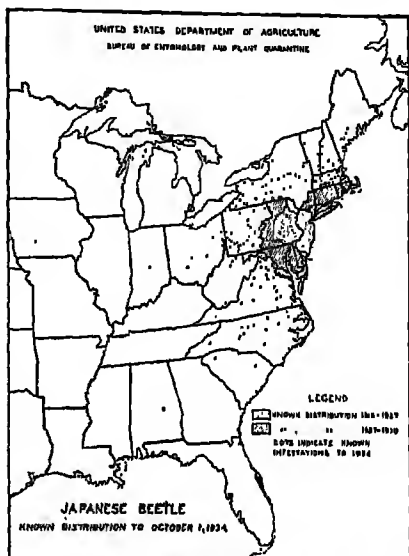 UNITED STATES DEPARTMENT OF AGRICULTURE
BUREAU OF ENTOMOLOGY AND PLANT QUARANTINE
LEGEND
KNOWN DISTRIBUTION
DOTS INDICATE KNOWN
INFESTATIONS TO 1934
JAPANESE BEETLE
KNOWN DISTRIBUTION TO OCTOBER 1, 1934